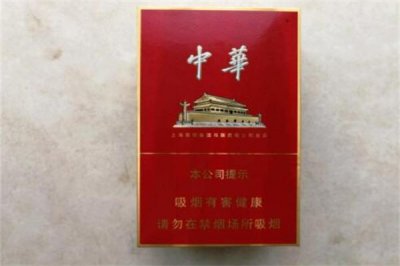 中華
本公司提示
吸烟有害健康
请勿在禁烟场所吸烟